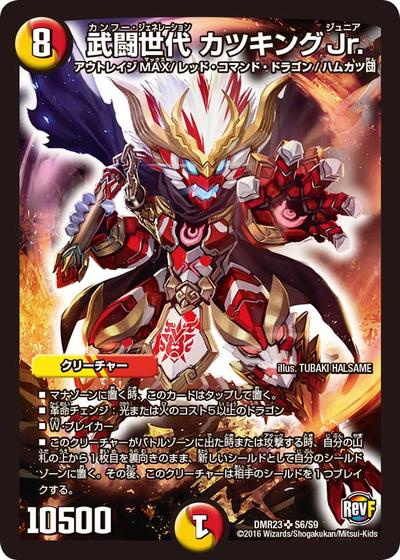 8
カンフー・ジェネレーション ジュニア
武闘世代 カツキングJr.
マックス
アウトレイジMAX/レッド・コマンド・ドラゴン/ハムカツ団
クリーチャー
illus. TUBAKI HALSAME
■ マナゾーンに置く時、このカードはタップして置く。
■ 革命チェンジ:光または火のコスト5以上のドラゴン
■ W・ブレイカー
■ このクリーチャーがバトルゾーンに出た時または攻撃する時、自分の山
札の上から1枚目を裏向きのまま、新しいシールドとして自分のシールド
ゾーンに置く。その後、このクリーチャーは相手のシールドを1つブレイ
クする。
10500
1
DMR23 S6/S9
©2016 Wizards/Shogakukan/Mitsui-Kids
RevF